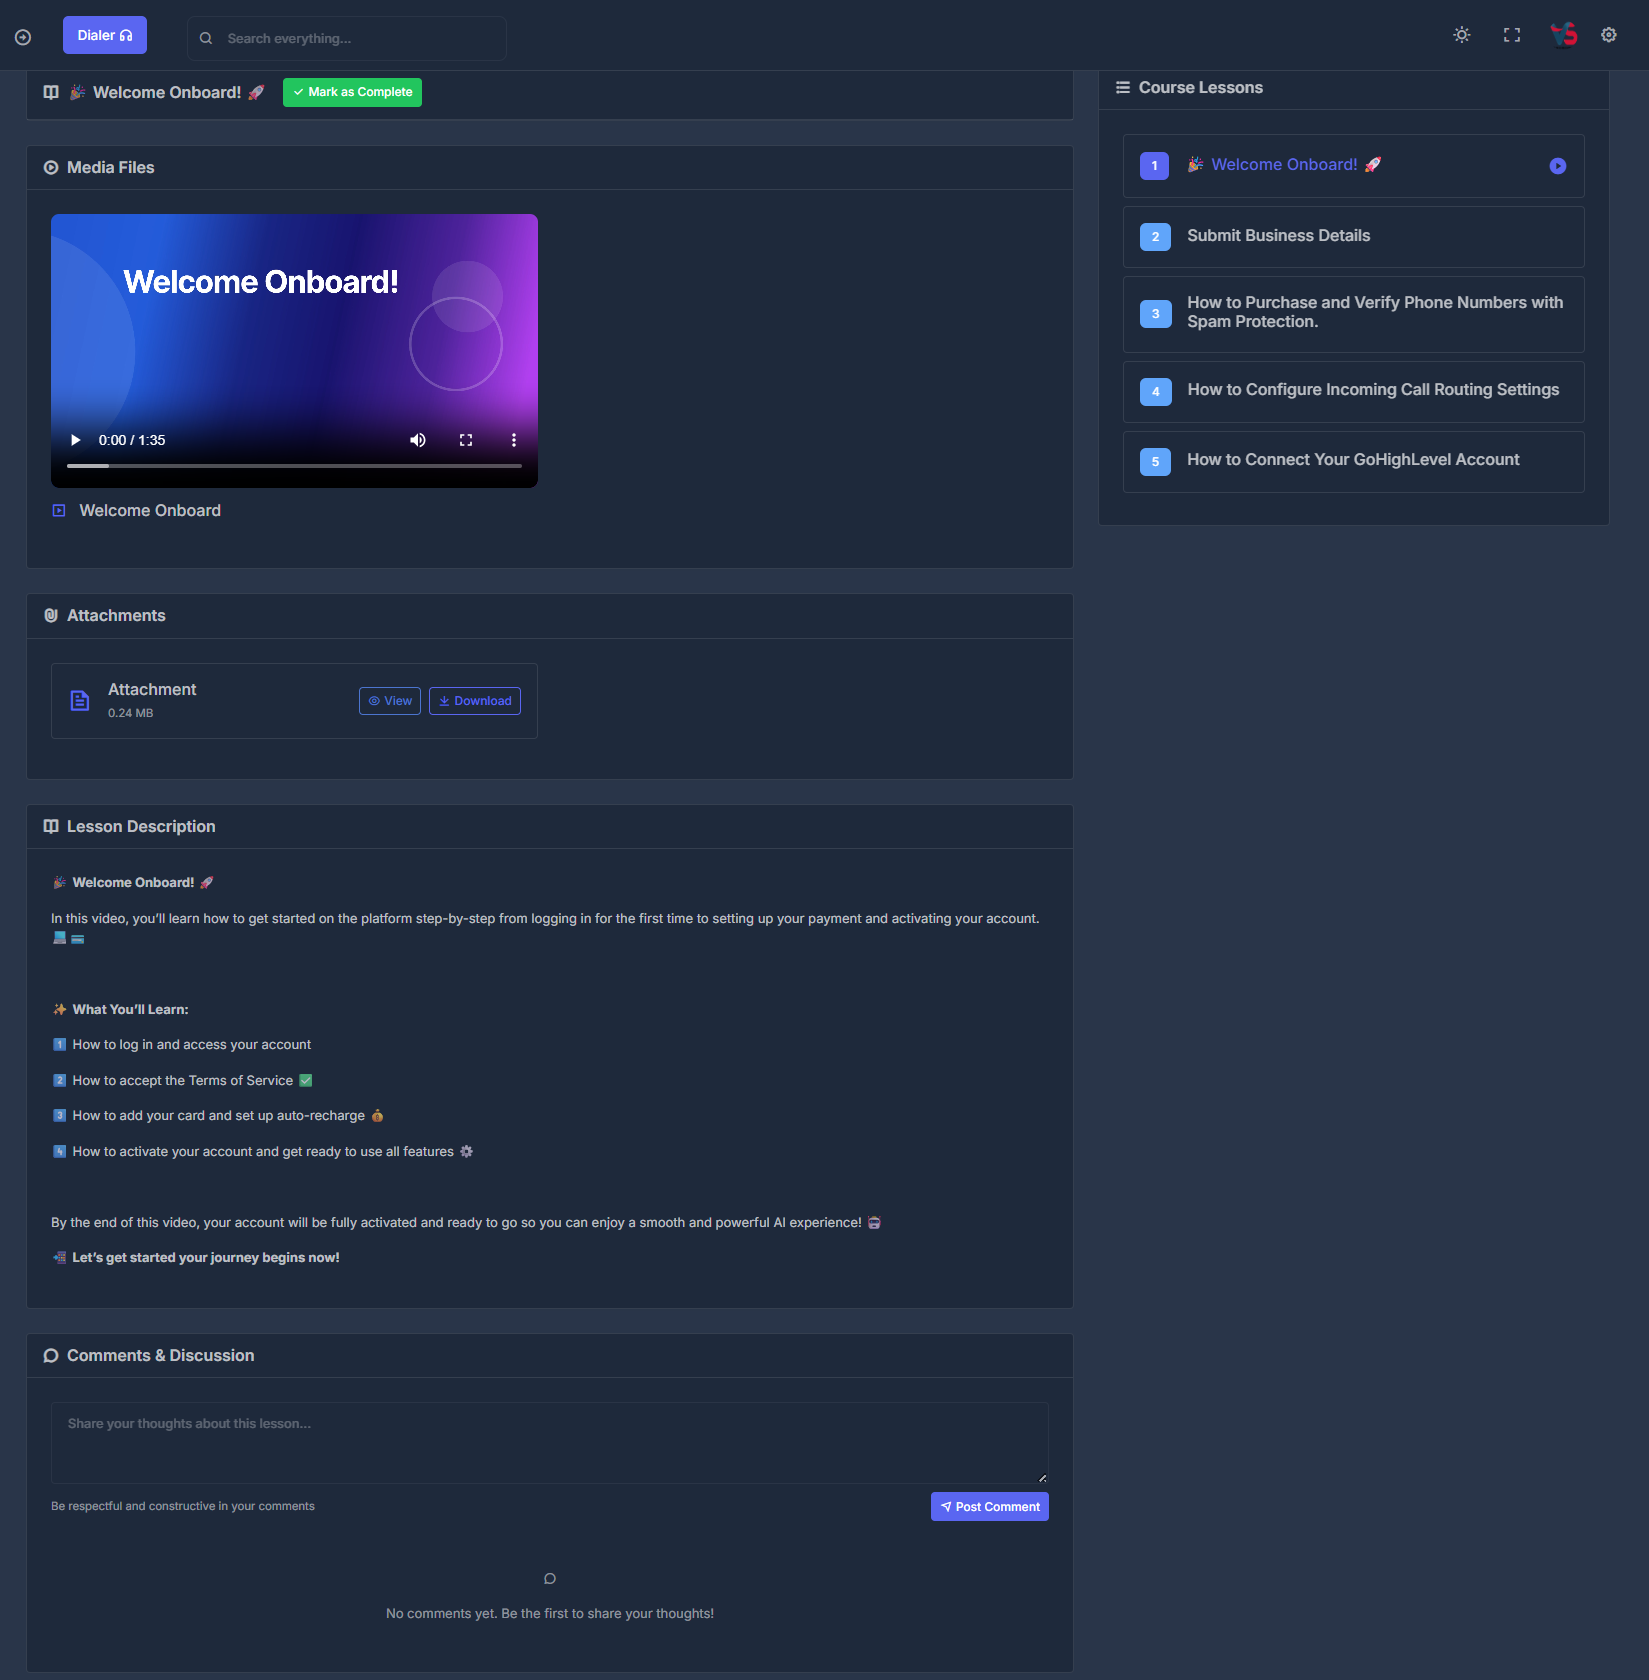 Dialer
Search everything...
🎉 Welcome Onboard! 🚀
Mark as Complete
Media Files
Welcome Onboard!
0:00 / 1:35
Welcome Onboard
Attachments
Attachment
0.24 MB
View
Download
Lesson Description
🎉 Welcome Onboard! 🚀
In this video, you’ll learn how to get started on the platform step-by-step from logging in for the first time to setting up your payment and activating your account.
💻 💳
✨ What You’ll Learn:
1️⃣ How to log in and access your account
2️⃣ How to accept the Terms of Service ✅
3️⃣ How to add your card and set up auto-recharge 💰
4️⃣ How to activate your account and get ready to use all features ⚙️
By the end of this video, your account will be fully activated and ready to go so you can enjoy a smooth and powerful AI experience! 🤖
📲 Let’s get started your journey begins now!
Comments & Discussion
Share your thoughts about this lesson...
Be respectful and constructive in your comments
Post Comment
No comments yet. Be the first to share your thoughts!
Course Lessons
1
🎉 Welcome Onboard! 🚀
2
Submit Business Details
3
How to Purchase and Verify Phone Numbers with
Spam Protection.
4
How to Configure Incoming Call Routing Settings
5
How to Connect Your GoHighLevel Account
VS